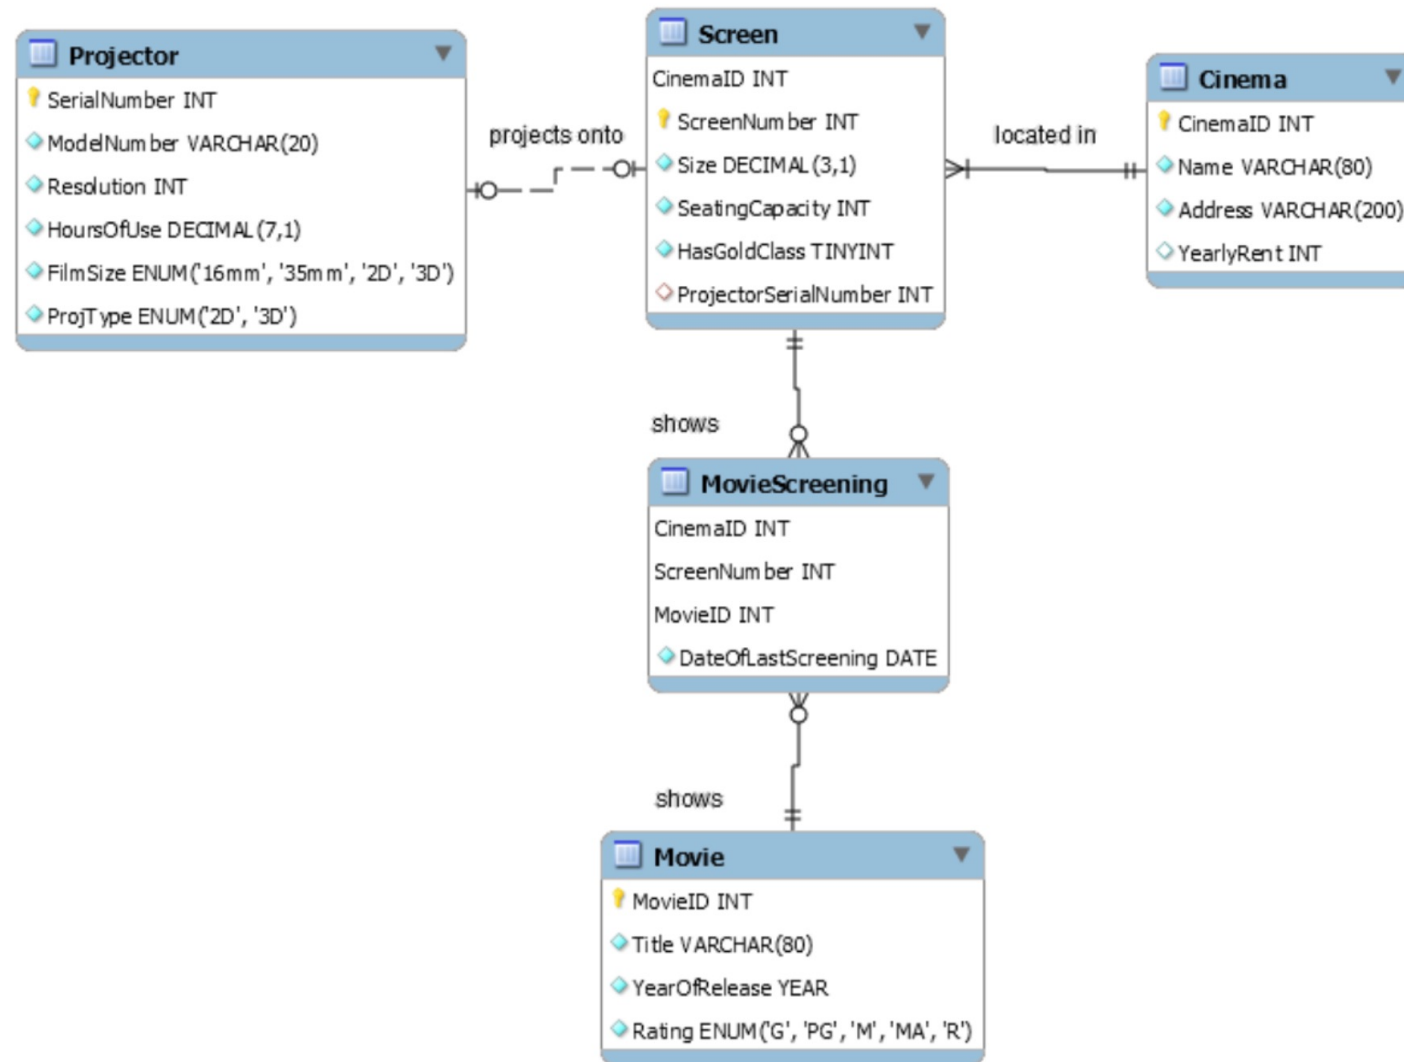 Projector
SerialNumber INT
ModelNumber VARCHAR(20)
Resolution INT
HoursOfUse DECIMAL(7,1)
FilmSize ENUM('16mm', '35mm', '2D', '3D')
ProjType ENUM('2D', '3D')
projects onto
Screen
CinemaID INT
ScreenNumber INT
Size DECIMAL(3,1)
SeatingCapacity INT
HasGoldClass TINYINT
ProjectorSerialNumber INT
located in
Cinema
CinemaID INT
Name VARCHAR(80)
Address VARCHAR(200)
YearlyRent INT
shows
MovieScreening
CinemaID INT
ScreenNumber INT
MovieID INT
DateOfLastScreening DATE
shows
Movie
MovieID INT
Title VARCHAR(80)
YearOfRelease YEAR
Rating ENUM('G', 'PG', 'M', 'MA', 'R')